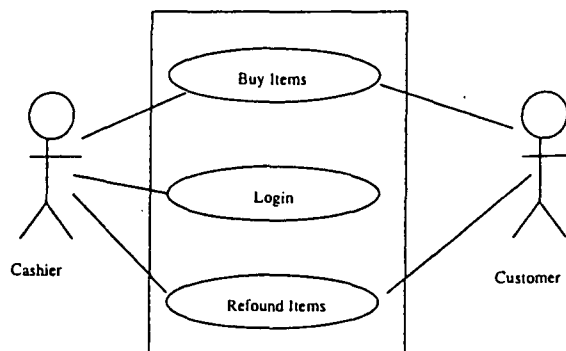 Buy Items
Login
Cashier
Customer
Refound Items